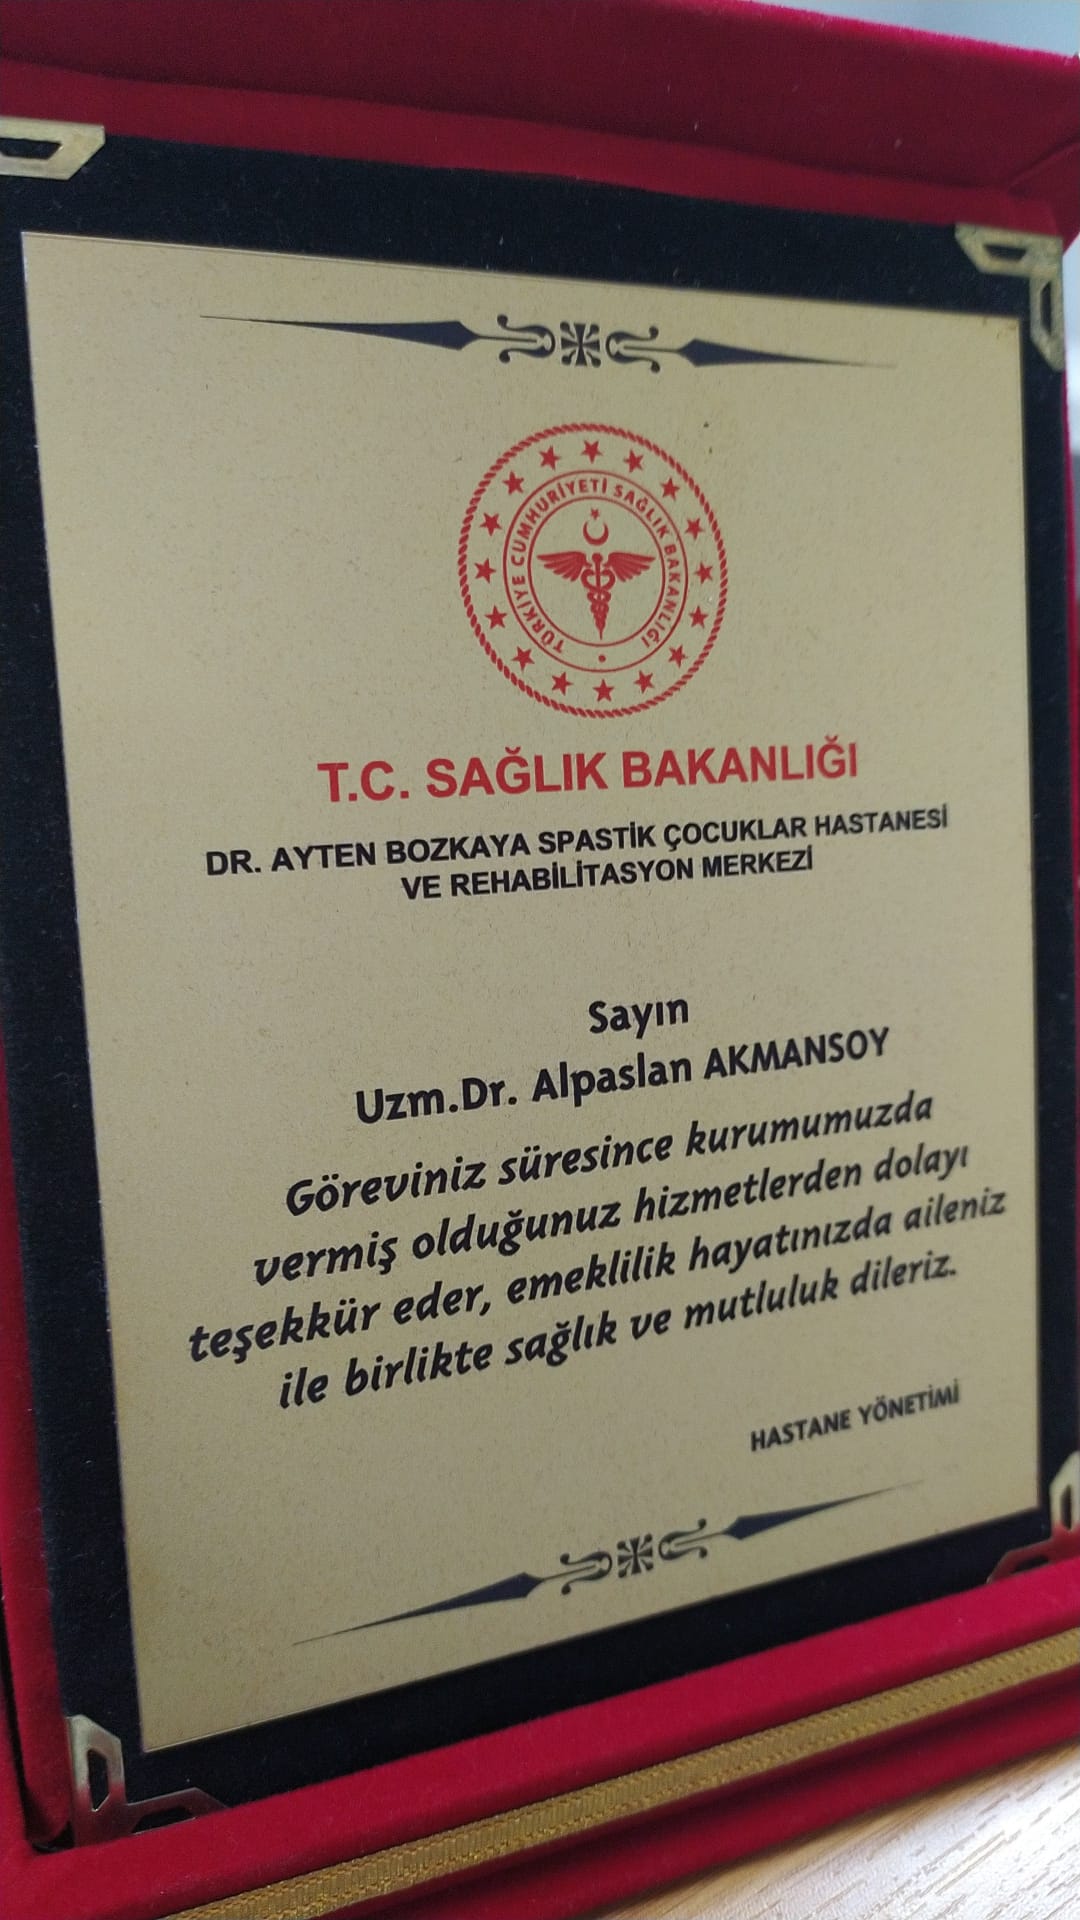 TÜRKİYE CUMHURİYETİ SAĞLIK BAKANLIĞI
T.C. SAĞLIK BAKANLIĞI
DR. AYTEN BOZKAYA SPASTİK ÇOCUKLAR HASTANESİ
VE REHABİLİTASYON MERKEZİ
Sayın
Uzm.Dr. Alpaslan AKMANSOY
Göreviniz süresince kurumumuzda
vermiş olduğunuz hizmetlerden dolayı
teşekkür eder, emeklilik hayatınızda aileniz
ile birlikte sağlık ve mutluluk dileriz.
HASTANE YÖNETİMİ